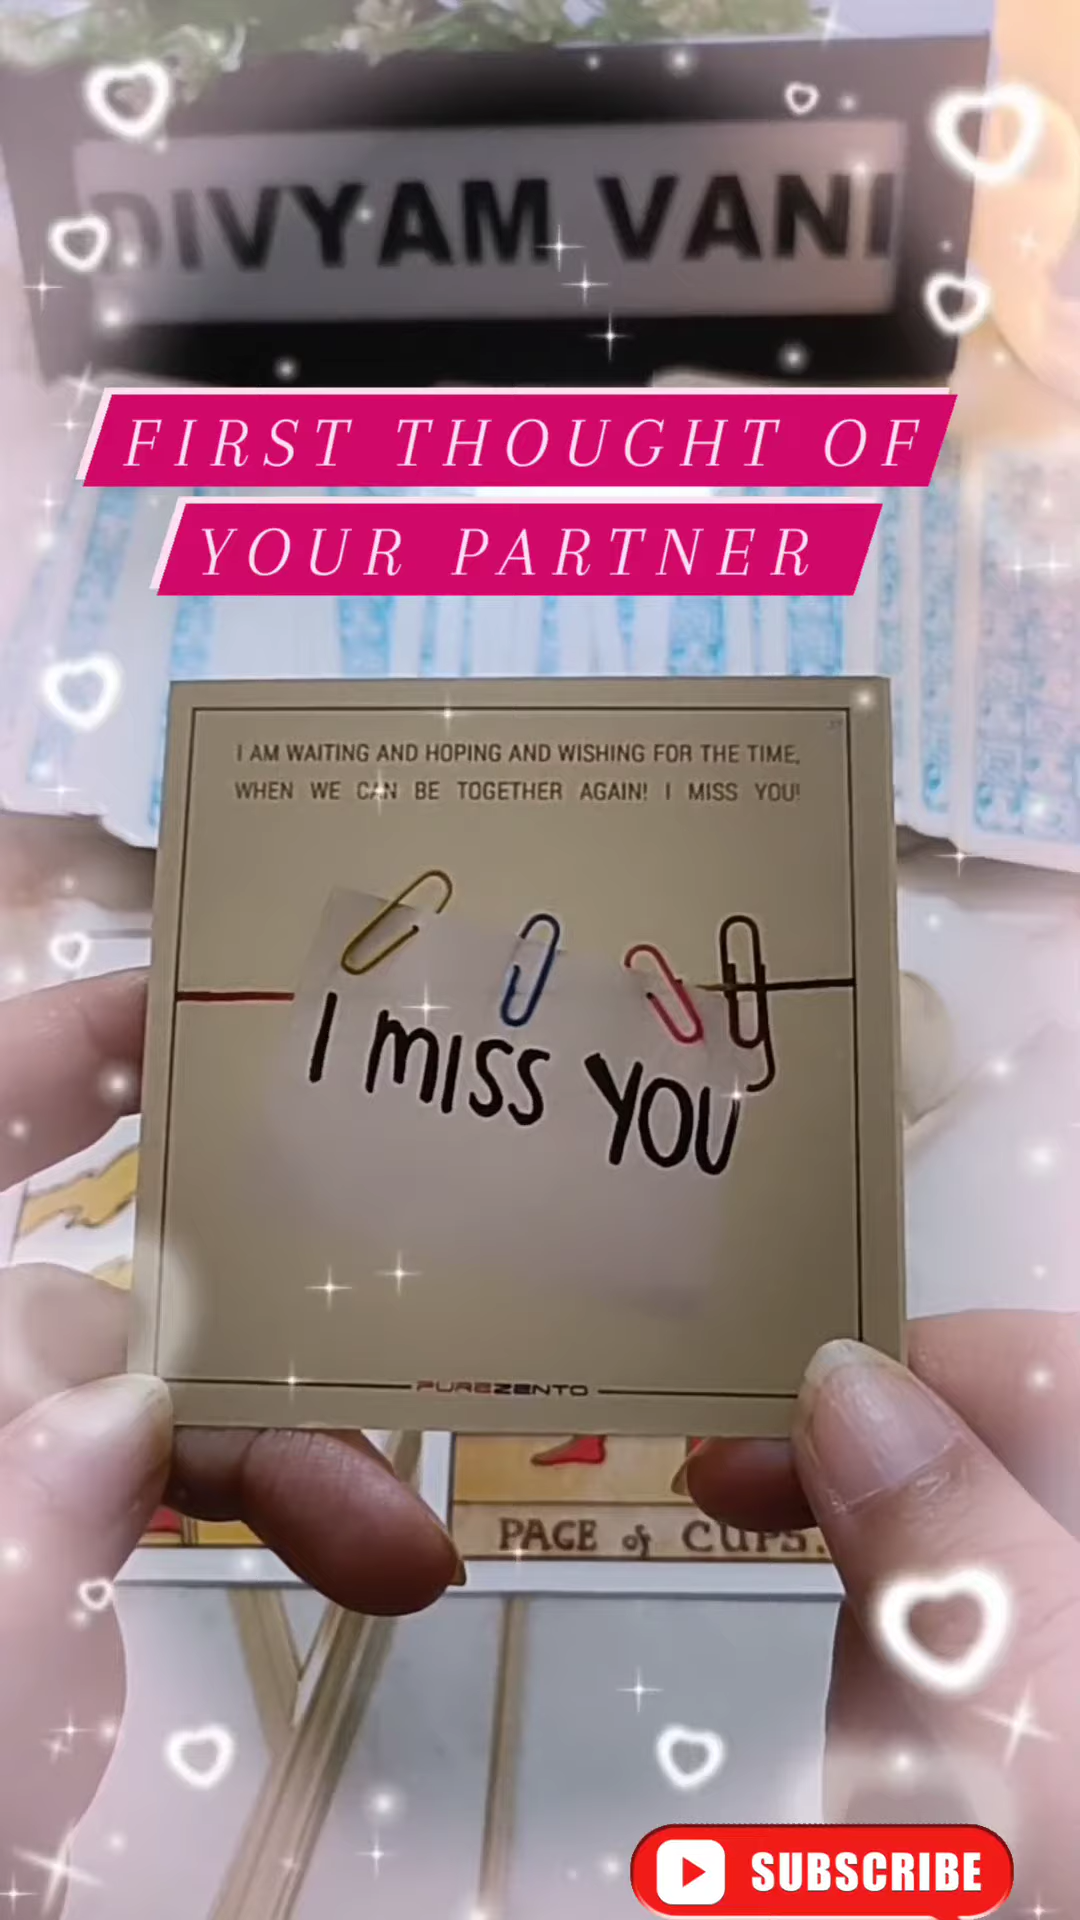 DIVYAM VANI
FIRST THOUGHT OF
YOUR PARTNER
I AM WAITING AND HOPING AND WISHING FOR THE TIME,
WHEN WE CAN BE TOGETHER AGAIN! I MISS YOU!
I MISS YOU
PUREZENTO
PAGE of CUPS.
SUBSCRIBE